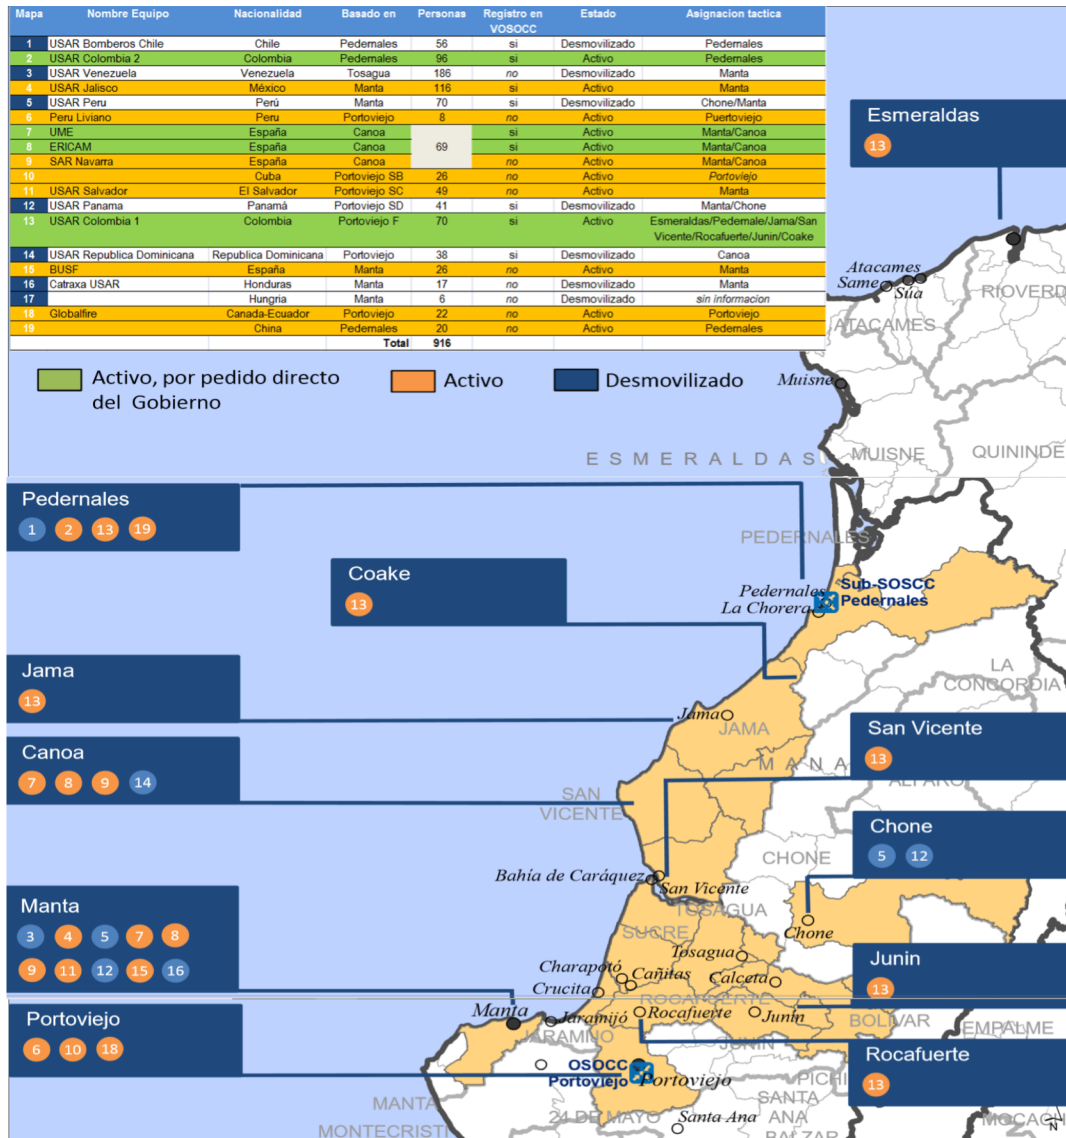 Mapa Nombre Equipo Nacionalidad Basado en Personas Registro en VOSOCC Estado Asignacion tactica
1 USAR Bomberos Chile Chile Pedernales 56 si Desmovilizado Pedernales
2 USAR Colombia 2 Colombia Pedernales 96 si Activo Pedernales
3 USAR Venezuela Venezuela Tosagua 186 no Desmovilizado Manta
4 USAR Jalisco México Manta 116 si Activo Manta
5 USAR Peru Perú Manta 70 si Desmovilizado Chone/Manta
6 Peru Liviano Peru Portoviejo 8 no Activo Puertoviejo
7 UME España Canoa si Activo Manta/Canoa
8 ERICAM España Canoa 69 si Activo Manta/Canoa
9 SAR Navarra España Canoa no Activo Manta/Canoa
10 Cuba Portoviejo SB 26 no Activo Portoviejo
11 USAR Salvador El Salvador Portoviejo SC 49 no Activo Manta
12 USAR Panama Panamá Portoviejo SD 41 si Desmovilizado Manta/Chone
13 USAR Colombia 1 Colombia Portoviejo F 70 si Activo Esmeraldas/Pedernale/Jama/San
Vicente/Rocafuerte/Junin/Coake
14 USAR Republica Dominicana Republica Dominicana Portoviejo 38 si Desmovilizado Canoa
15 BUSF España Manta 26 no Activo Manta
16 Catraxa USAR Honduras Manta 17 no Desmovilizado Manta
17 Hungria Manta 6 no Desmovilizado sin informacion
18 Globalfire Canada-Ecuador Portoviejo 22 no Activo Portoviejo
19 China Pedernales 20 no Activo Pedernales
Total 916
Activo, por pedido directo
del Gobierno
Activo
Desmovilizado
Esmeraldas
13
Atacames
Same
Súa
RIOVERD
ATACAMES
Muisne
ESMERALDAS
MUISNE
QUININDE
Pedernales
1 2 13 19
PEDERNALES
Coake
13
Pedernales
La Chorera
Sub-SOSCC
Pedernales
Jama
13
LA
CONCORDIA
Jama
JAMA
San Vicente
13
Canoa
7 8 9 14
MANA
ALFARO
SAN
VICENTE
Chone
5 12
CHONE
Bahía de Caráquez
San Vicente
TOSAGUA
Manta
3 4 5 7 8
9 11 12 15 16
SUCRE
Chone
Tosagua
Junin
13
Charapotó
Cañitas
Calceta
Crucita
ROCAFUERTE
Portoviejo
6 10 18
Manta
Jaramijó
Rocafuerte
Junin
BOLIVAR
EMPALME
JARAMIJO
JUNIN
Rocafuerte
13
OSOCC
Portoviejo
Portoviejo
PICHI
MANTA
24 DE MAYO
SANTA
ANA
Santa Ana
MOCACH
N
MONTECRISTI
BALZAR